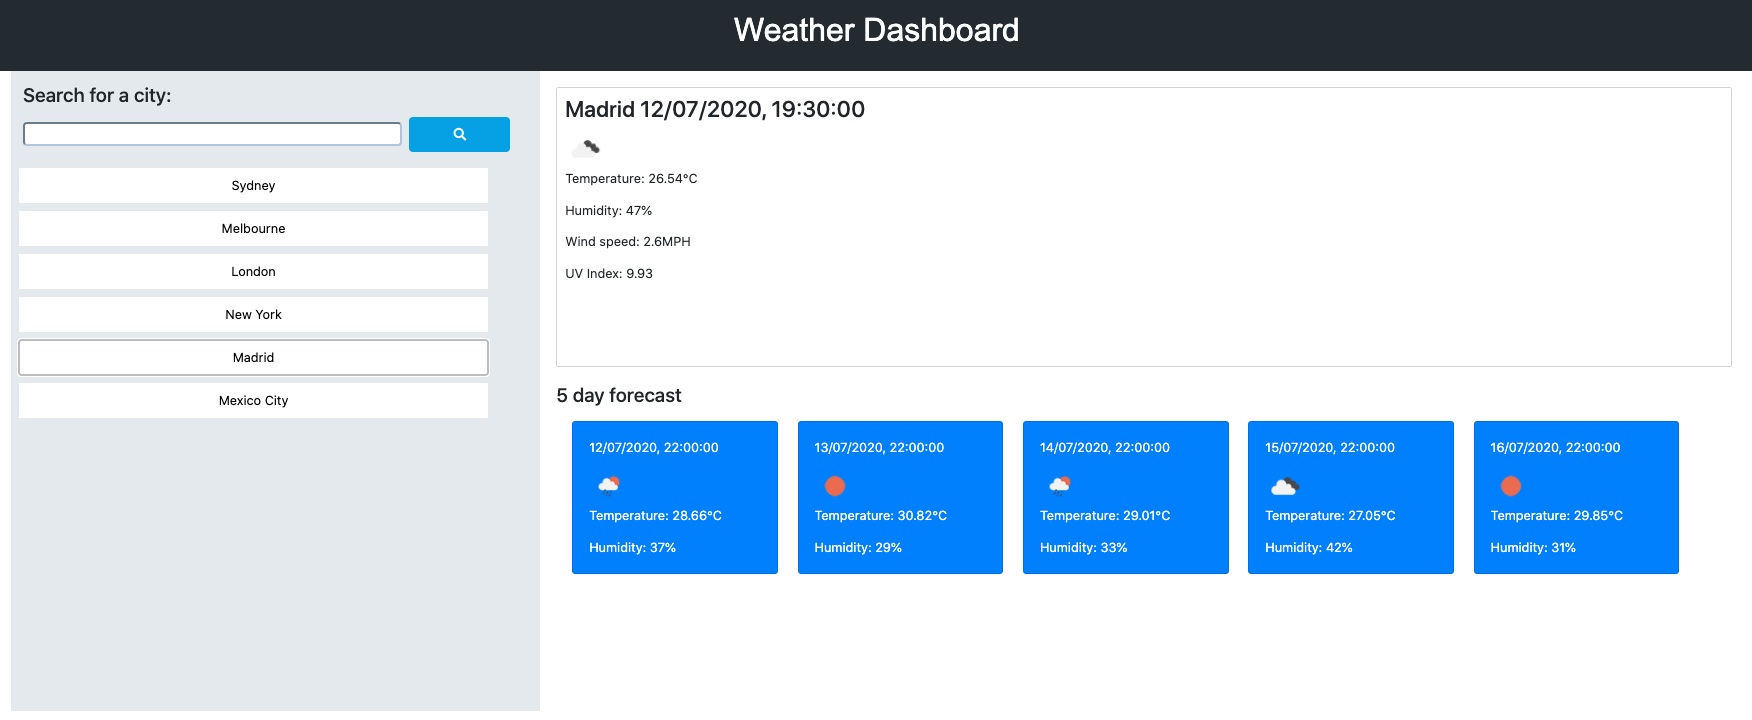 Weather Dashboard
Search for a city:
Sydney
Melbourne
London
New York
Madrid
Mexico City
Madrid 12/07/2020, 19:30:00
Temperature: 26.54°C
Humidity: 47%
Wind speed: 2.6MPH
UV Index: 9.93
5 day forecast
12/07/2020, 22:00:00
Temperature: 28.66°C
Humidity: 37%
13/07/2020, 22:00:00
Temperature: 30.82°C
Humidity: 29%
14/07/2020, 22:00:00
Temperature: 29.01°C
Humidity: 33%
15/07/2020, 22:00:00
Temperature: 27.05°C
Humidity: 42%
16/07/2020, 22:00:00
Temperature: 29.85°C
Humidity: 31%